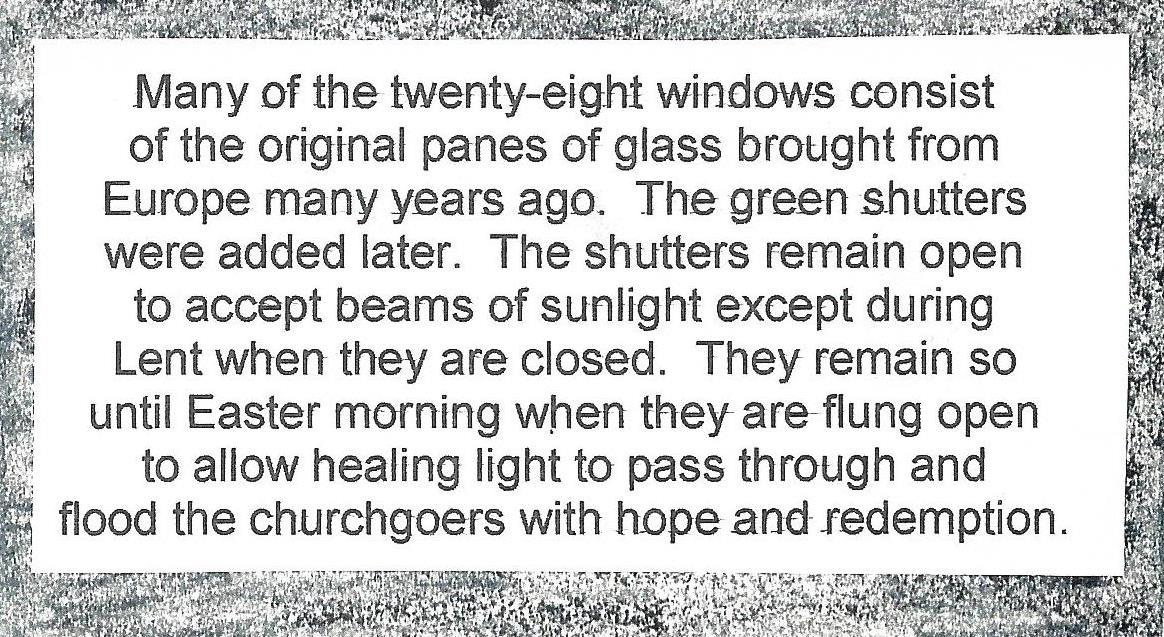 Many of the twenty-eight windows consist
of the original panes of glass brought from
Europe many years ago.  The green shutters
were added later.  The shutters remain open
to accept beams of sunlight except during
Lent when they are closed.  They remain so
until Easter morning when they are flung open
to allow healing light to pass through and
flood the churchgoers with hope and redemption.